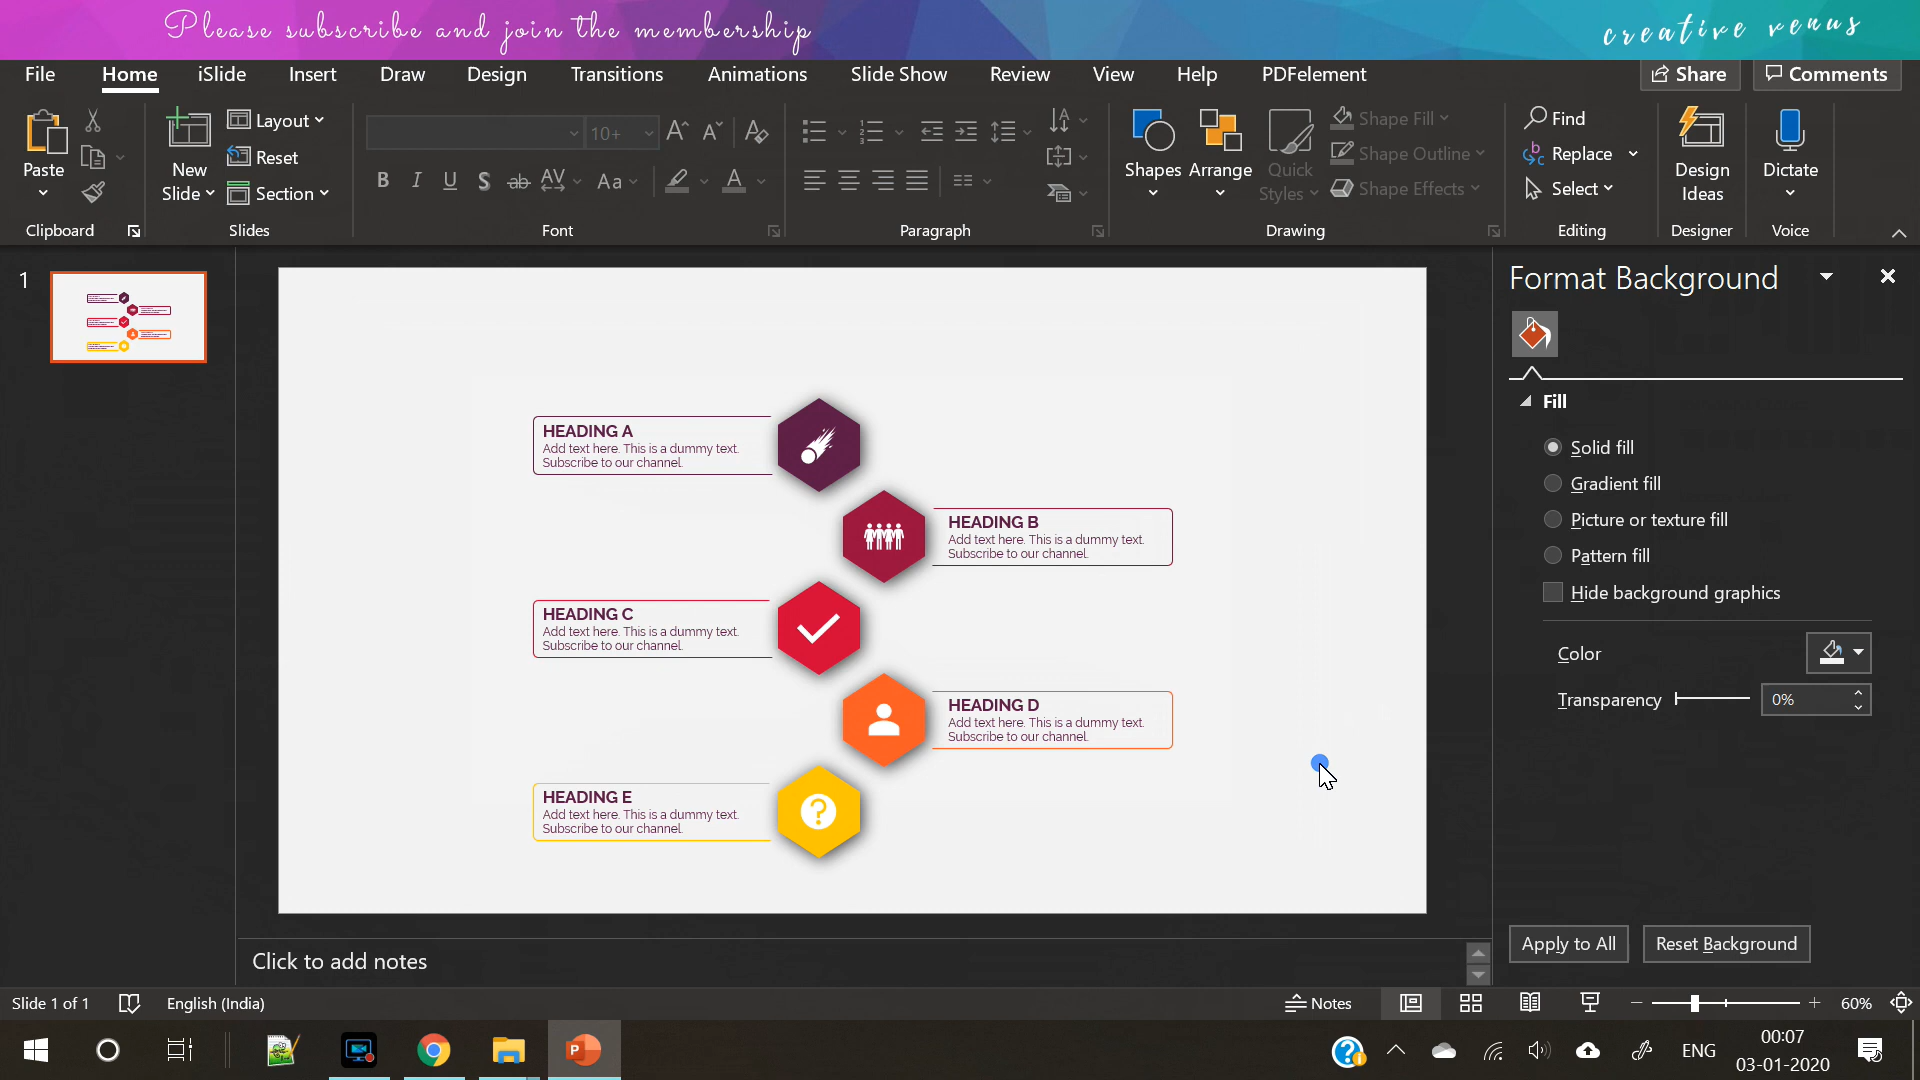 Please subscribe and join the membership
creative venus
File Home iSlide Insert Draw Design Transitions Animations Slide Show Review View Help PDFelement
Share Comments
Paste
New Slide
Layout
Reset
Section
10+
B I U S ab AV Aa A
Shapes Arrange Quick Styles
Shape Fill
Shape Outline
Shape Effects
Find
Replace
Select
Design Ideas
Dictate
Clipboard Slides Font Paragraph Drawing Editing Designer Voice
1
HEADING A
Add text here. This is a dummy text.
Subscribe to our channel.
HEADING B
Add text here. This is a dummy text.
Subscribe to our channel.
HEADING C
Add text here. This is a dummy text.
Subscribe to our channel.
HEADING D
Add text here. This is a dummy text.
Subscribe to our channel.
HEADING E
Add text here. This is a dummy text.
Subscribe to our channel.
?
Format Background
Fill
Solid fill
Gradient fill
Picture or texture fill
Pattern fill
Hide background graphics
Color
Transparency 0%
Apply to All Reset Background
Click to add notes
Slide 1 of 1 English (India) Notes 60%
ENG
00:07
03-01-2020